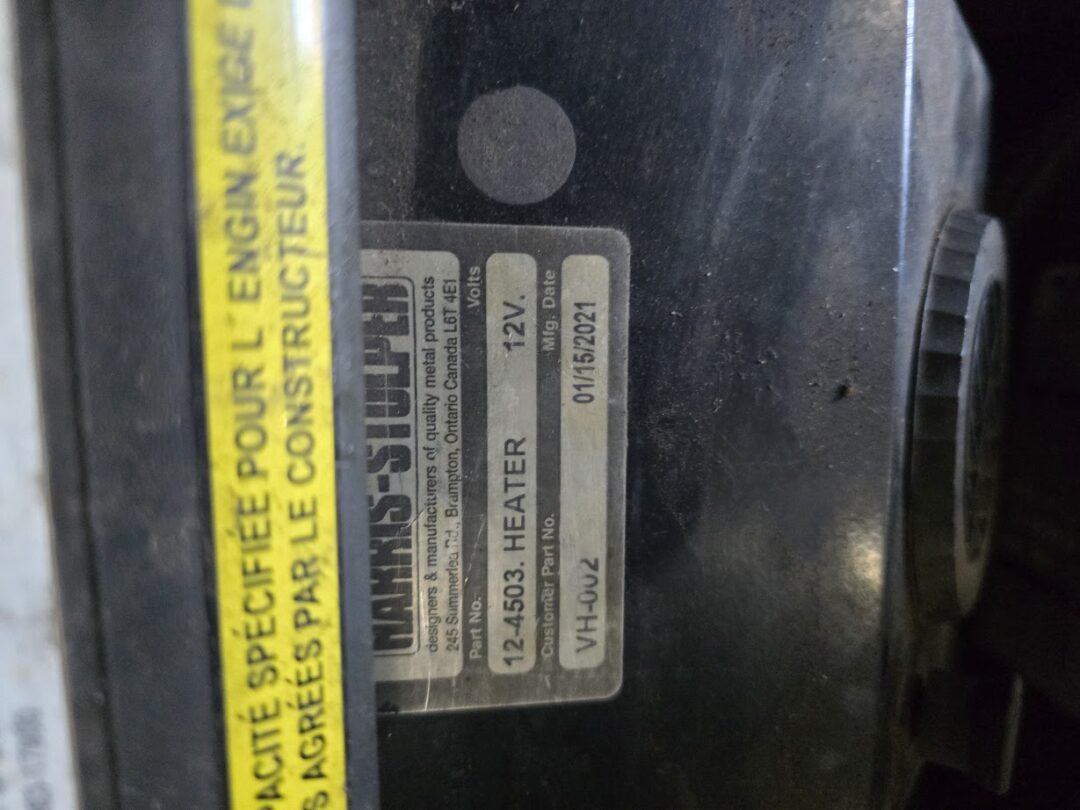 PACITÉ SPÉCIFIÉE POUR L'ENGIN EXIGE
S AGRÉÉES PAR LE CONSTRUCTEUR.
HARRIS-STOLPER
designers & manufacturers of quality metal products
245 Summerlea Rd., Brampton, Ontario Canada L6T 4E1
Part No. Volts
12-4503. HEATER 12V.
Customer Part No. Mfg. Date
VH-002 01/15/2021